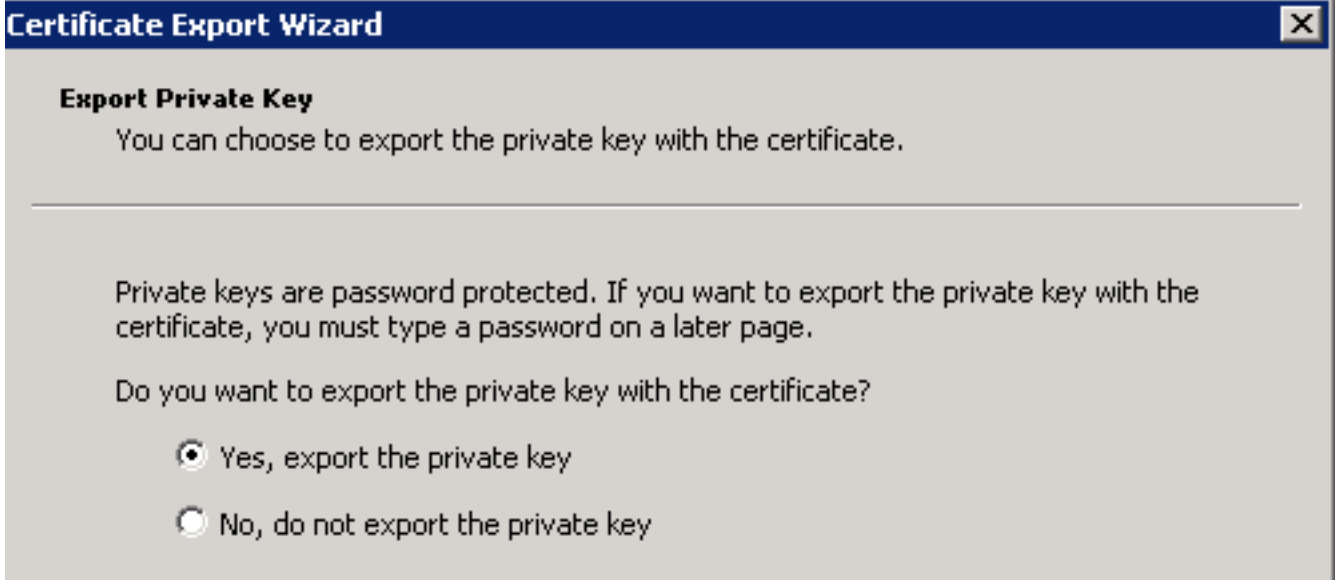 Certificate Export Wizard
Export Private Key
You can choose to export the private key with the certificate.
Private keys are password protected. If you want to export the private key with the
certificate, you must type a password on a later page.
Do you want to export the private key with the certificate?
Yes, export the private key
No, do not export the private key